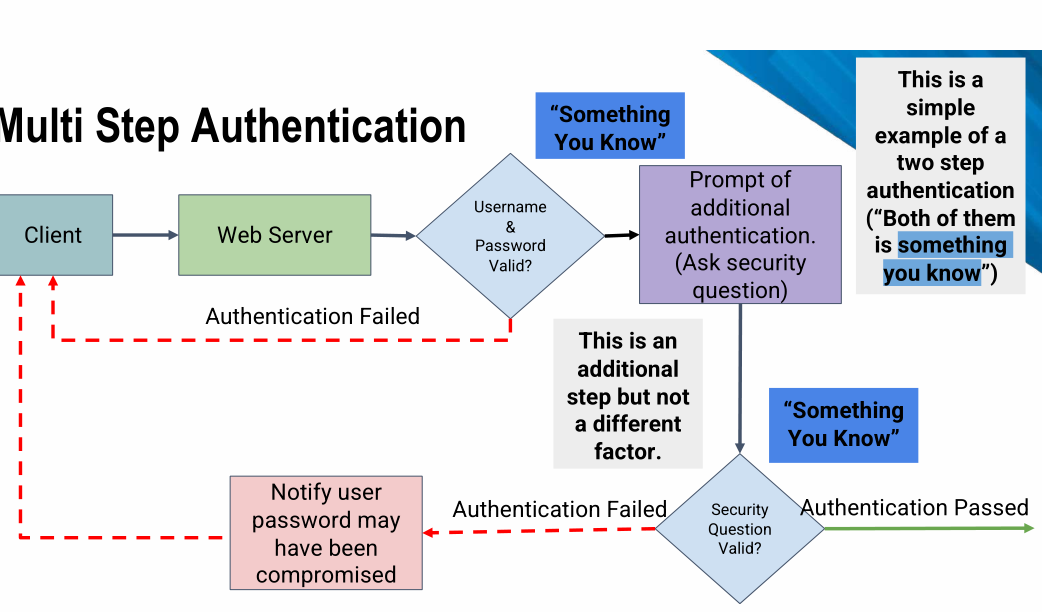 Multi Step Authentication
“Something
You Know”
This is a
simple
example of a
two step
authentication
(“Both of them
is something
you know”)
Client
Web Server
Username
&
Password
Valid?
Prompt of
additional
authentication.
(Ask security
question)
Authentication Failed
This is an
additional
step but not
a different
factor.
“Something
You Know”
Notify user
password may
have been
compromised
Authentication Failed
Security
Question
Valid?
Authentication Passed